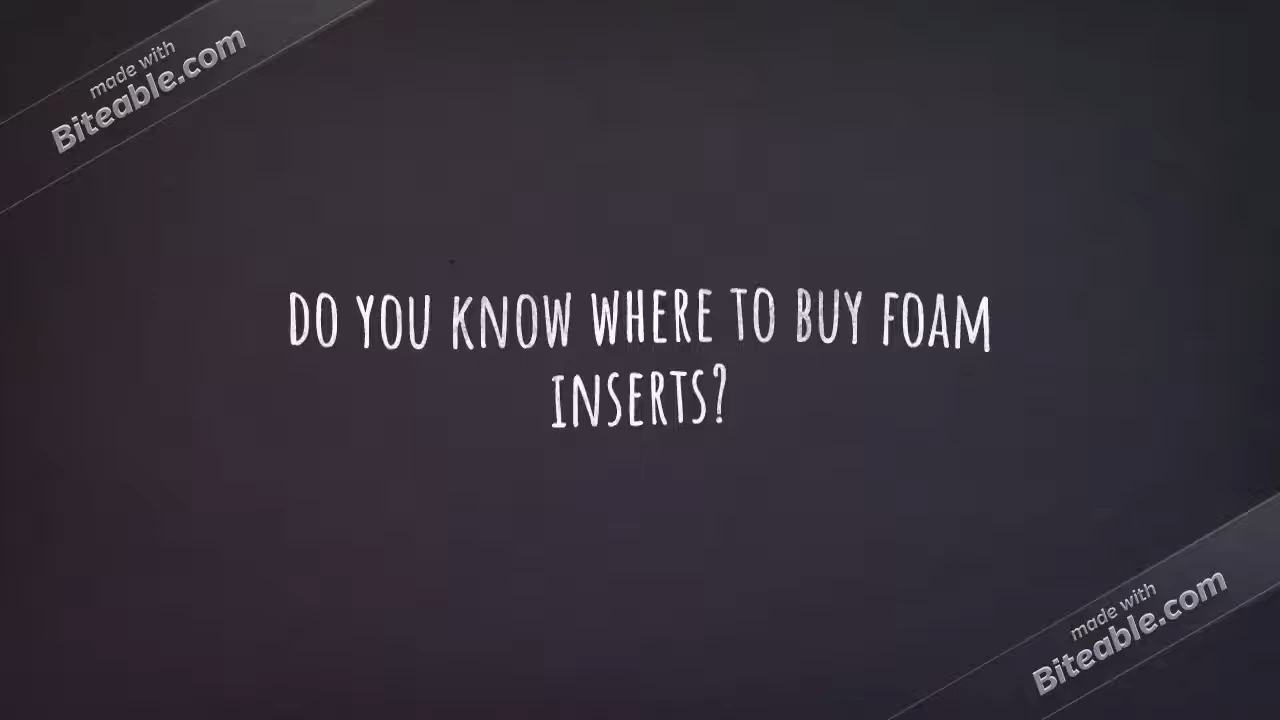 made with
Biteable.com
DO YOU KNOW WHERE TO BUY FOAM
INSERTS?
made with
Biteable.com